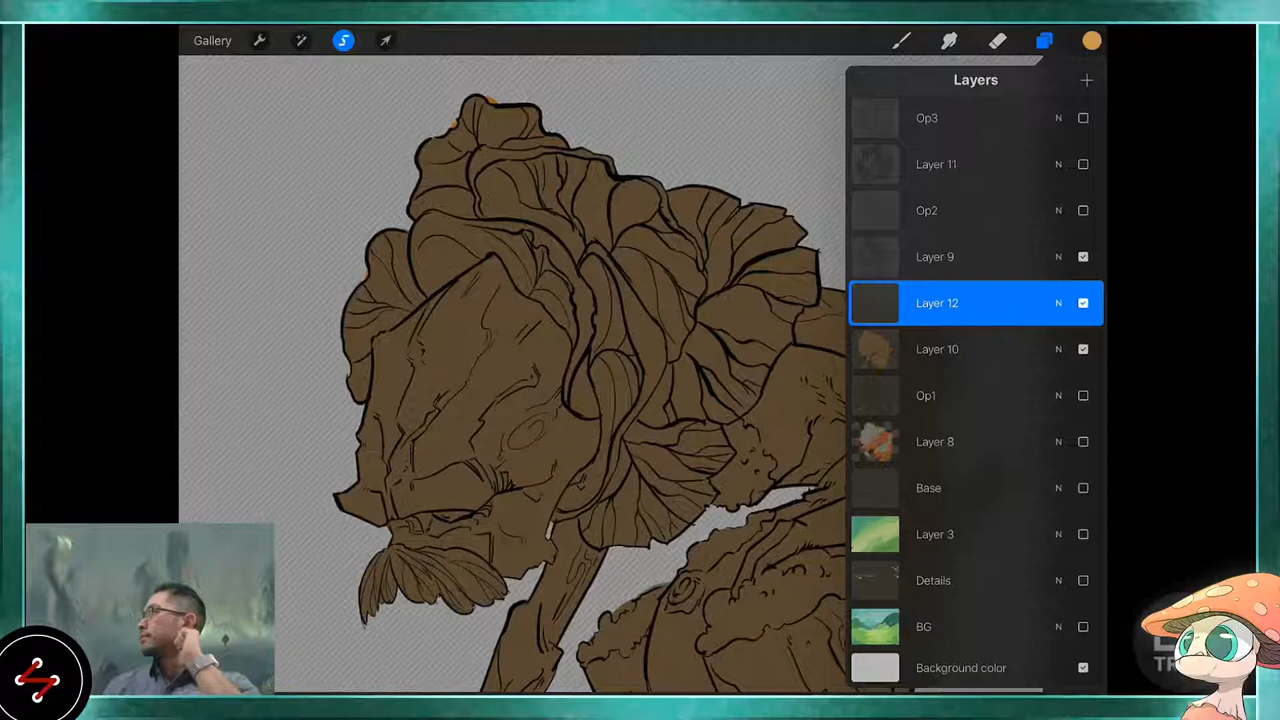 Gallery
Layers
Op3 N
Layer 11 N
Op2 N
Layer 9 N
Layer 12 N
Layer 10 N
Op1 N
Layer 8 N
Base N
Layer 3 N
Details N
BG N
Background color